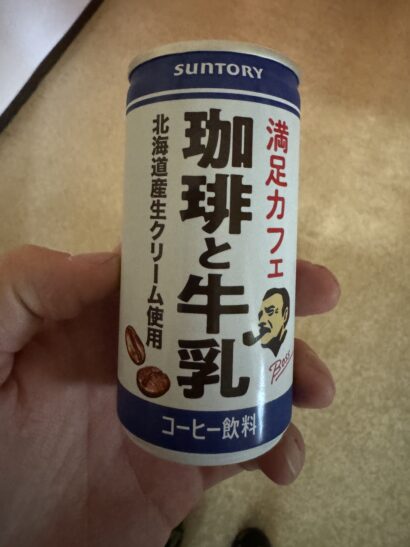 SUNTORY
満足カフェ
珈琲と牛乳
北海道産生クリーム使用
Boss
コーヒー飲料